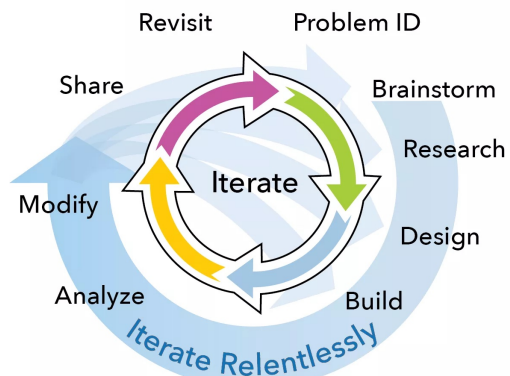 Revisit
Problem ID
Share
Brainstorm
Research
Iterate
Modify
Design
Analyze
Build
Iterate Relentlessly